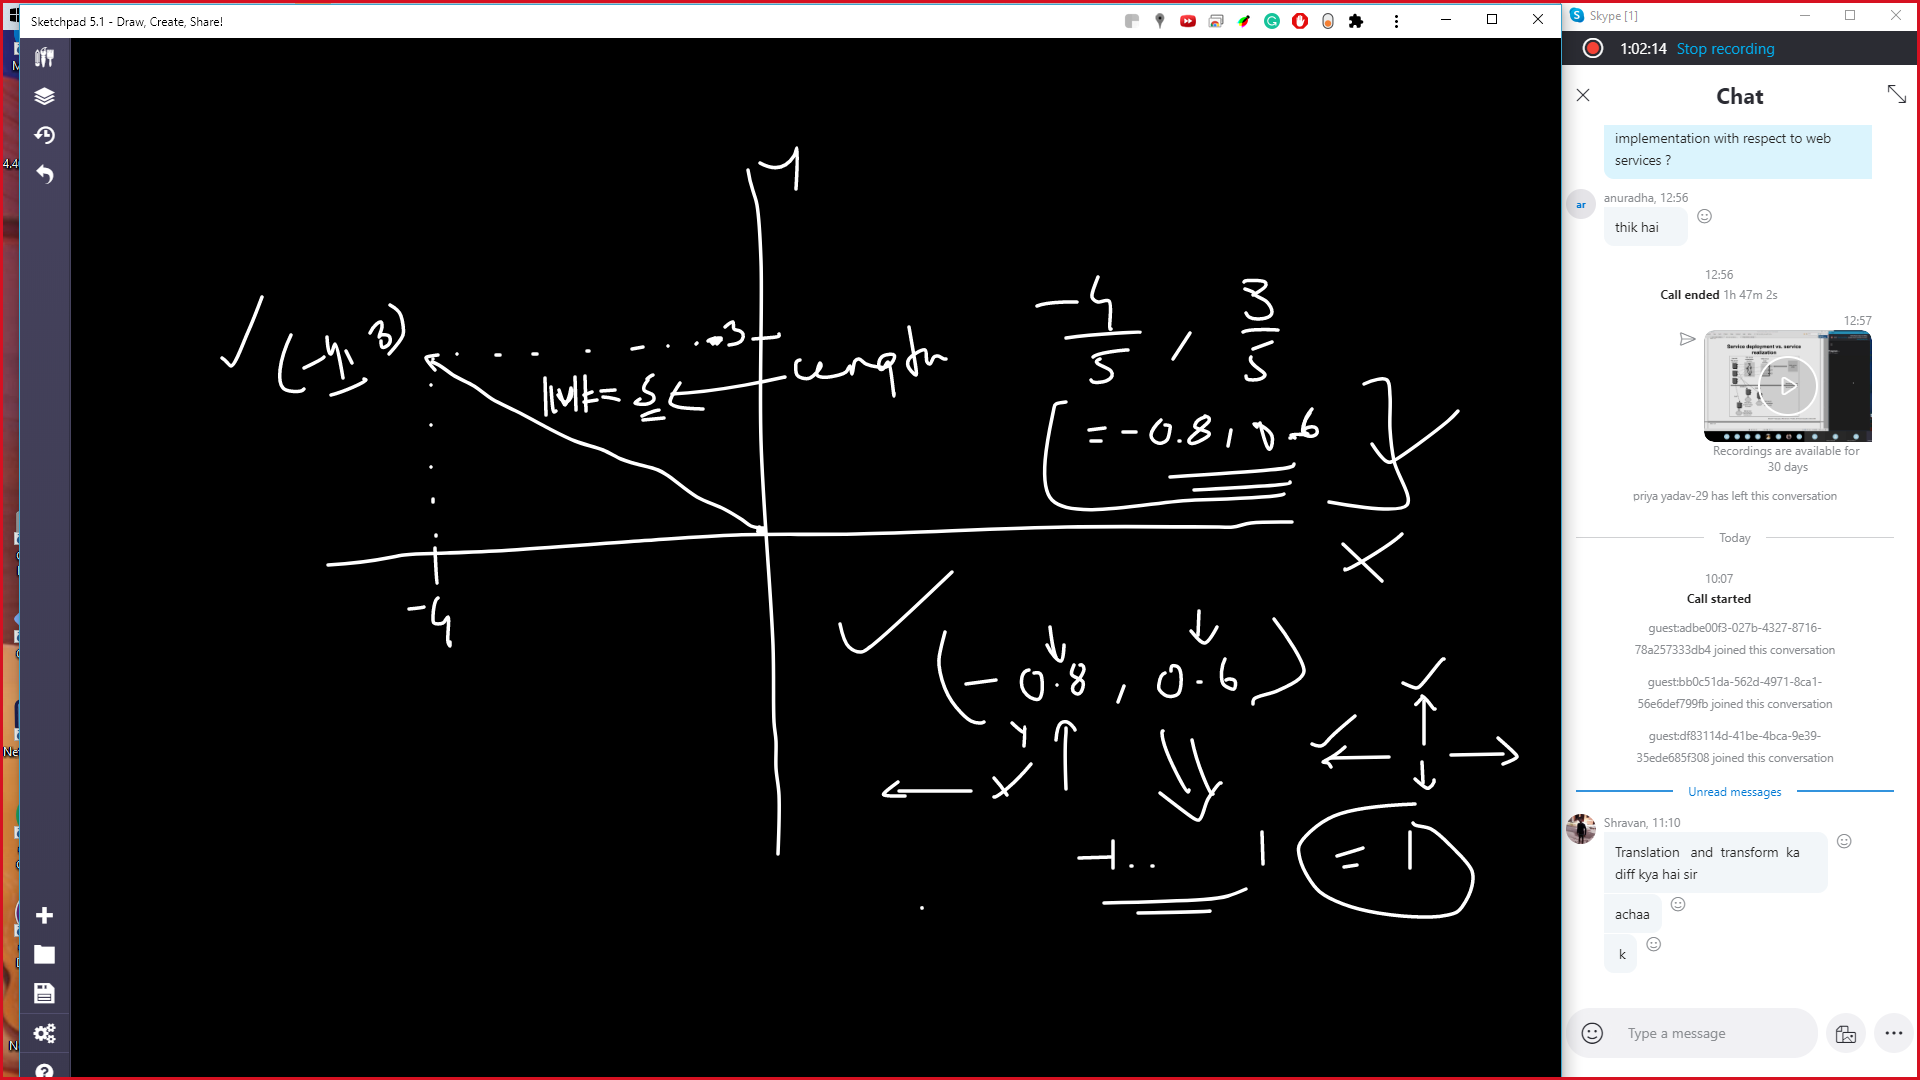 Sketchpad 5.1 - Draw, Create, Share!
Y
(-4, 3)
3
length
||V|| = 5
-4/5 , 3/5
= -0.8, 0.6
X
-4
(-0.8, 0.6)
Y
X
-1.. 1 = 1
Skype [1]
1:02:14 Stop recording
Chat
implementation with respect to web
services ?
anuradha, 12:56
ar
thik hai
12:56
Call ended 1h 47m 2s
12:57
Service deployment vs. service
realization
Recordings are available for
30 days
priya yadav-29 has left this conversation
Today
10:07
Call started
guest:adbe00f3-027b-4327-8716-
78a257333db4 joined this conversation
guest:bb0c51da-562d-4971-8ca1-
56e6def799fb joined this conversation
guest:df83114d-41be-4bca-9e39-
35ede685f308 joined this conversation
Unread messages
Shravan, 11:10
Translation and transform ka
diff kya hai sir
achaa
k
Type a message